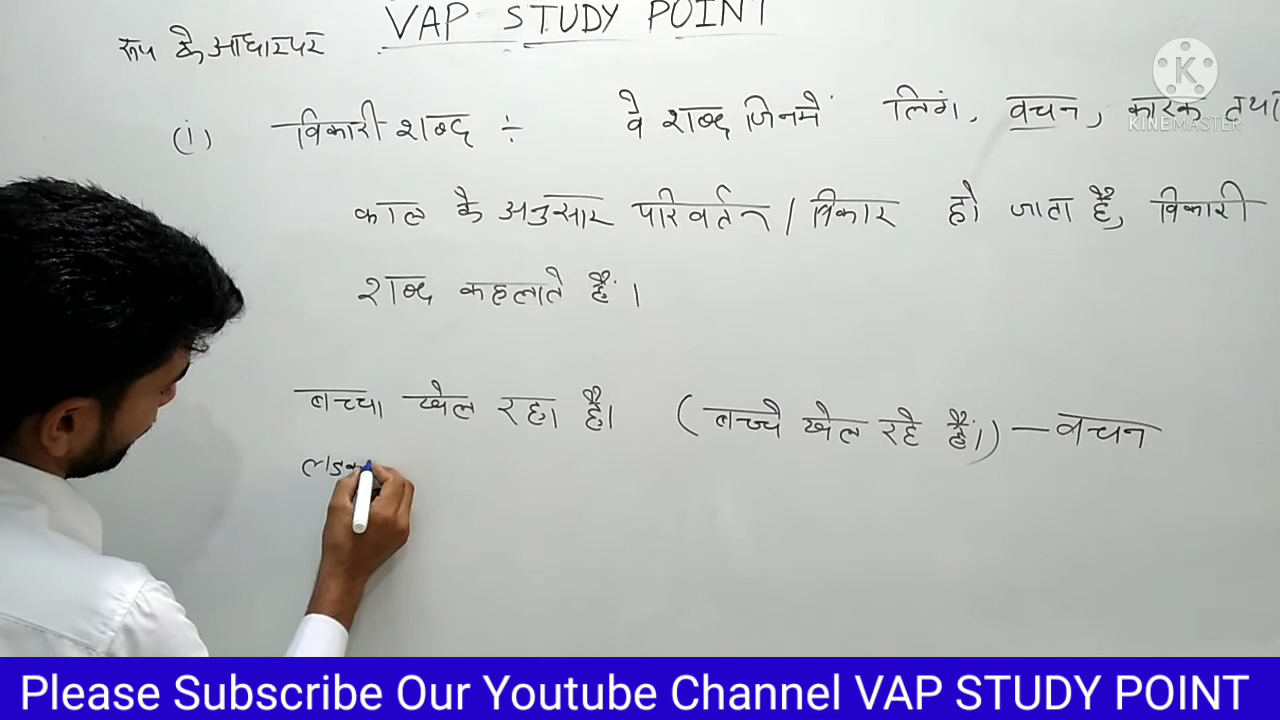 VAP STUDY POINT
रूप के आधार पर
(i) विकारी शब्द ÷ वे शब्द जिनमें लिंग, वचन, कारक तथा
काल के अनुसार परिवर्तन / विकार हो जाता है, विकारी
शब्द कहलाते हैं।
बच्चा खेल रहा है। (बच्चे खेल रहे हैं।) — वचन
लडक
KINEMASTER
Please Subscribe Our Youtube Channel VAP STUDY POINT